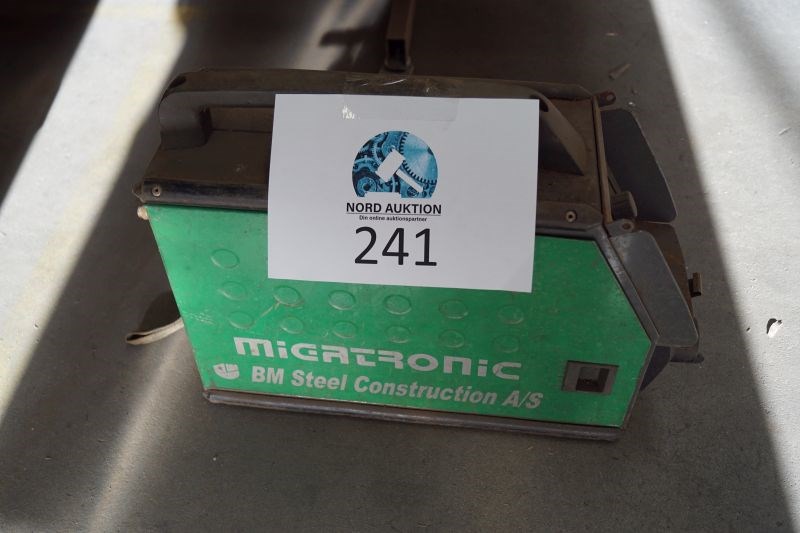 NORD AUKTION
Din online auktionspartner
241
MIGATRONIC
BM Steel Construction A/S